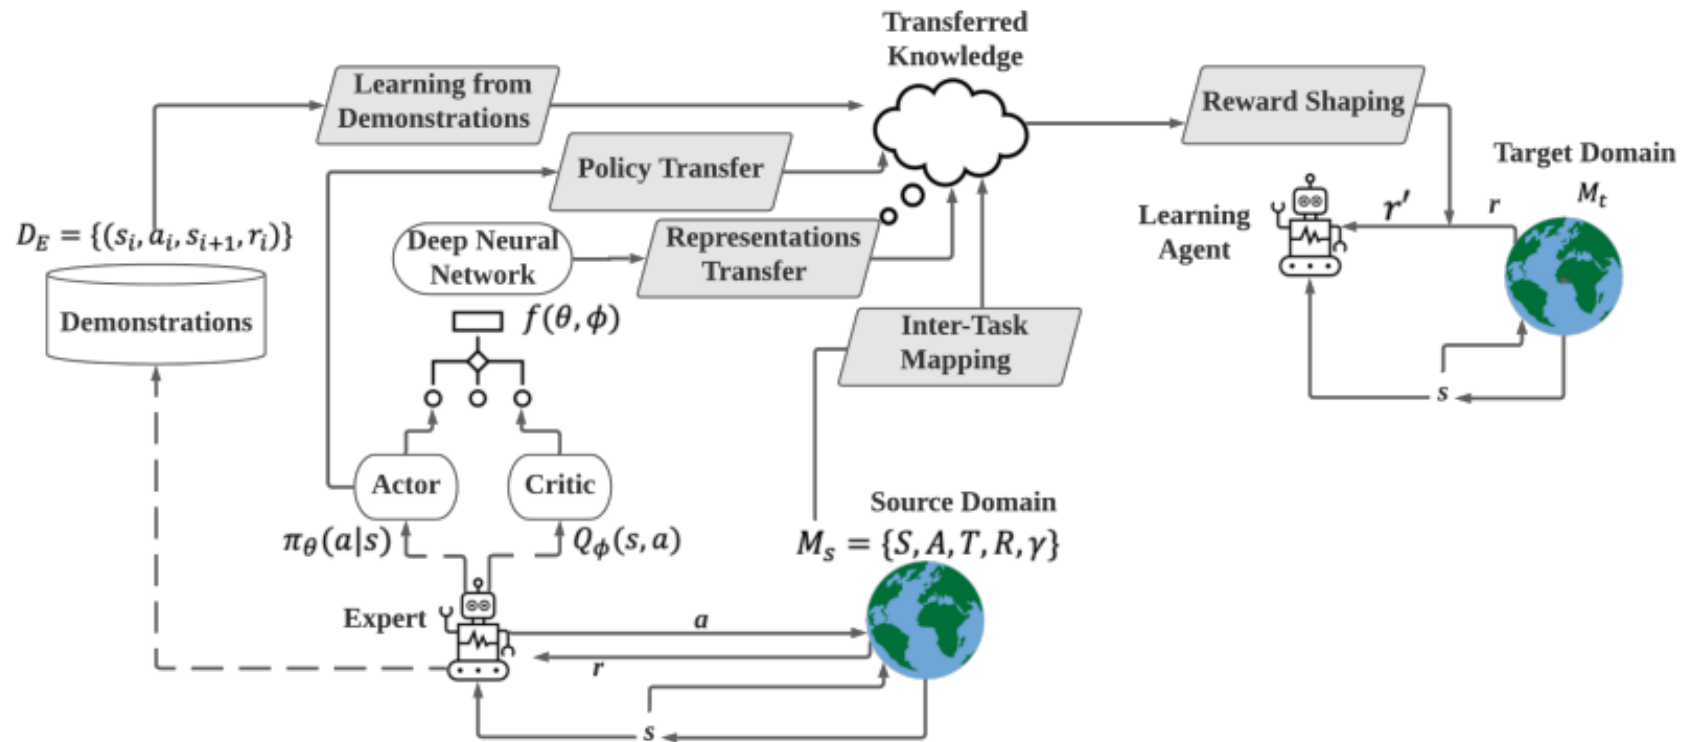 Transferred
Knowledge
Learning from
Demonstrations
Reward Shaping
Policy Transfer
Target Domain
M_t
Learning
Agent
r′
r
D_E = {(s_i, a_i, s_{i+1}, r_i)}
Deep Neural
Network
Representations
Transfer
Demonstrations
f(θ, ϕ)
Inter-Task
Mapping
s
Actor
Critic
Source Domain
π_θ(a|s)
Q_ϕ(s, a)
M_s = {S, A, T, R, γ}
Expert
a
r
s